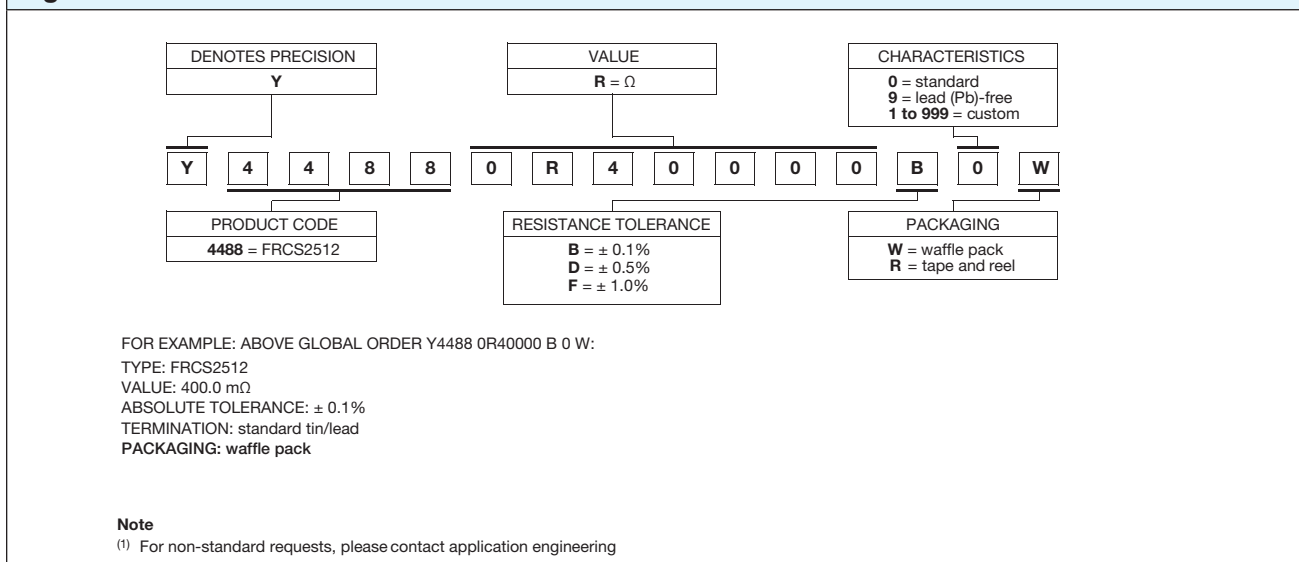 DENOTES PRECISION
Y
VALUE
R = Ω
CHARACTERISTICS
0 = standard
9 = lead (Pb)-free
1 to 999 = custom
Y 4 4 8 8 0 R 4 0 0 0 0 B 0 W
PRODUCT CODE
4488 = FRCS2512
RESISTANCE TOLERANCE
B = ± 0.1%
D = ± 0.5%
F = ± 1.0%
PACKAGING
W = waffle pack
R = tape and reel
FOR EXAMPLE: ABOVE GLOBAL ORDER Y4488 0R40000 B 0 W:
TYPE: FRCS2512
VALUE: 400.0 mΩ
ABSOLUTE TOLERANCE: ± 0.1%
TERMINATION: standard tin/lead
PACKAGING: waffle pack
Note
(1) For non-standard requests, please contact application engineering